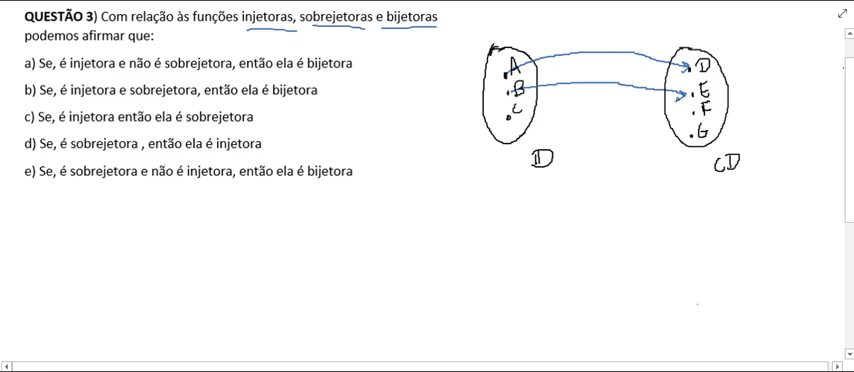 QUESTÃO 3) Com relação às funções injetoras, sobrejetoras e bijetoras
podemos afirmar que:
a) Se, é injetora e não é sobrejetora, então ela é bijetora
b) Se, é injetora e sobrejetora, então ela é bijetora
c) Se, é injetora então ela é sobrejetora
d) Se, é sobrejetora , então ela é injetora
e) Se, é sobrejetora e não é injetora, então ela é bijetora
.A
.B
.C
D
.D
.E
.F
.G
CD